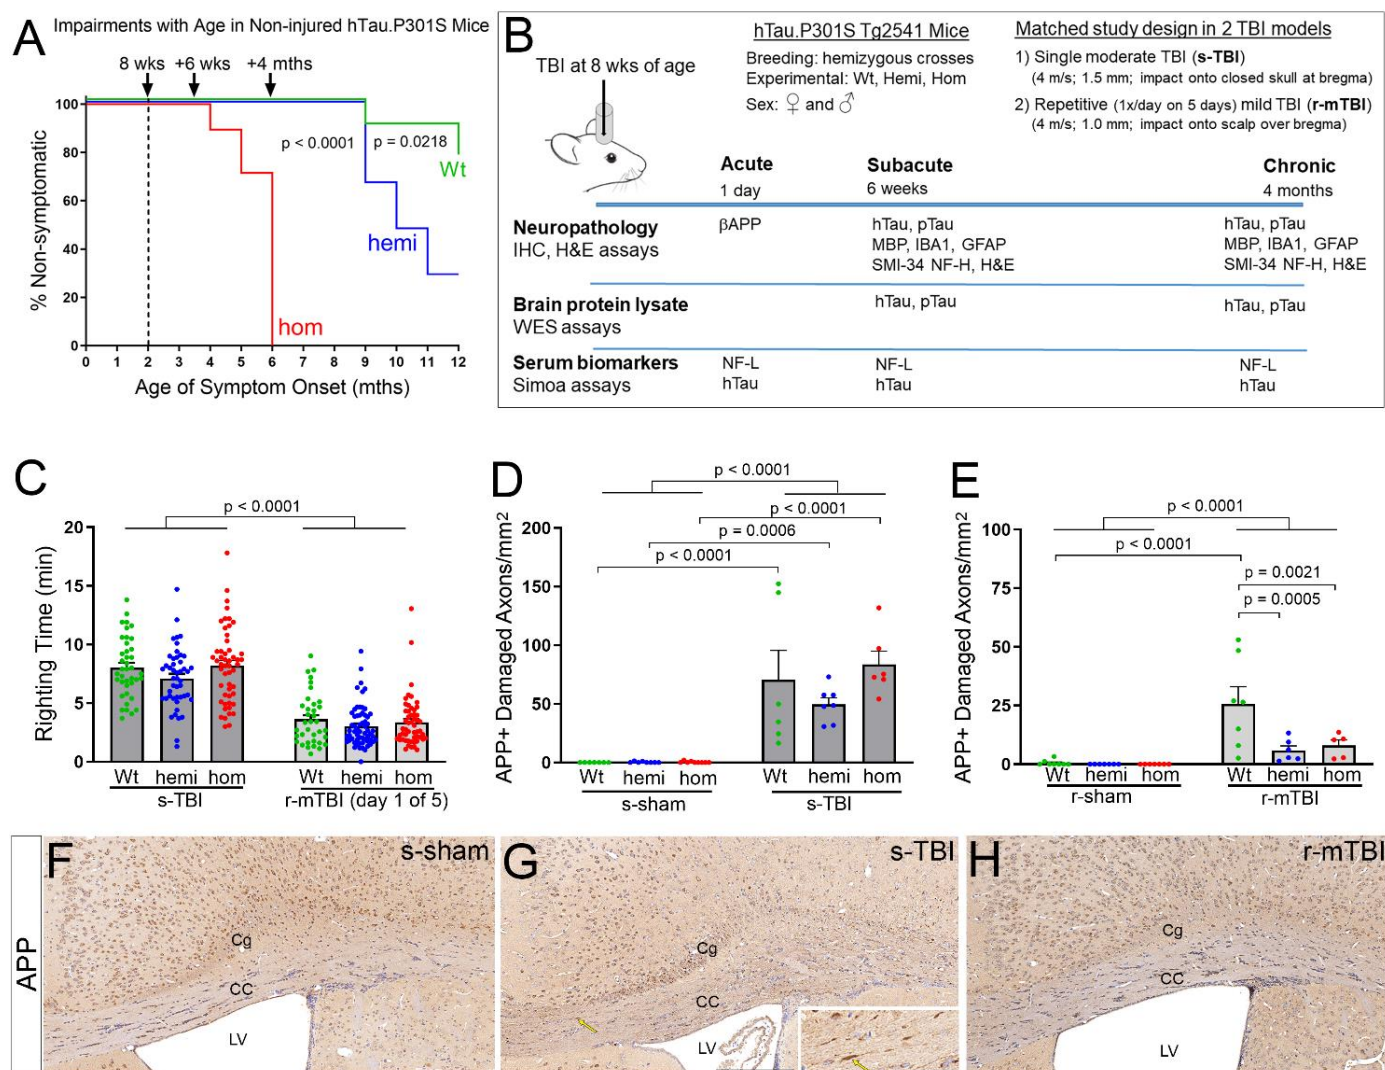 A
Impairments with Age in Non-injured hTau.P301S Mice
8 wks
+6 wks
+4 mths
% Non-symptomatic
100
80
60
40
20
0
p < 0.0001
p = 0.0218
Wt
hemi
hom
0 1 2 3 4 5 6 7 8 9 10 11 12
Age of Symptom Onset (mths)
B
TBI at 8 wks of age
hTau.P301S Tg2541 Mice
Breeding: hemizygous crosses
Experimental: Wt, Hemi, Hom
Sex: ♀ and ♂
Matched study design in 2 TBI models
1) Single moderate TBI (s-TBI)
(4 m/s; 1.5 mm; impact onto closed skull at bregma)
2) Repetitive (1x/day on 5 days) mild TBI (r-mTBI)
(4 m/s; 1.0 mm; impact onto scalp over bregma)
Acute Subacute Chronic
1 day 6 weeks 4 months
Neuropathology βAPP hTau, pTau hTau, pTau
IHC, H&E assays MBP, IBA1, GFAP MBP, IBA1, GFAP
SMI-34 NF-H, H&E SMI-34 NF-H, H&E
Brain protein lysate hTau, pTau hTau, pTau
WES assays
Serum biomarkers NF-L NF-L NF-L
Simoa assays hTau hTau hTau
C
p < 0.0001
Righting Time (min)
20
15
10
5
0
Wt hemi hom Wt hemi hom
s-TBI r-mTBI (day 1 of 5)
D
p < 0.0001
p < 0.0001
p = 0.0006
p < 0.0001
APP+ Damaged Axons/mm2
200
150
100
50
0
Wt hemi hom Wt hemi hom
s-sham s-TBI
E
p < 0.0001
p < 0.0001
p = 0.0021
p = 0.0005
APP+ Damaged Axons/mm2
100
75
50
25
0
Wt hemi hom Wt hemi hom
r-sham r-mTBI
APP
F
s-sham
Cg
CC
LV
G
s-TBI
Cg
CC
LV
H
r-mTBI
Cg
CC
LV